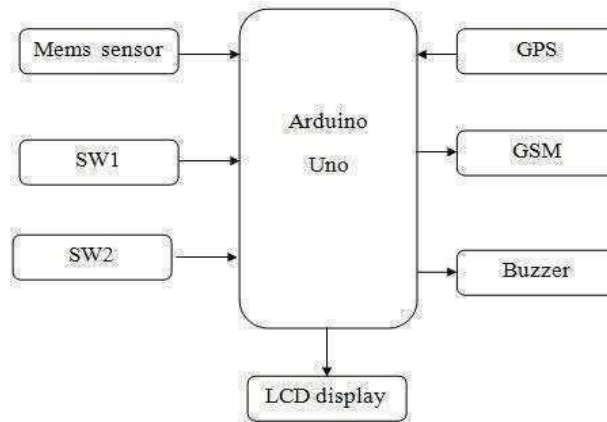 Mems sensor
SW1
SW2
Arduino
Uno
GPS
GSM
Buzzer
LCD display